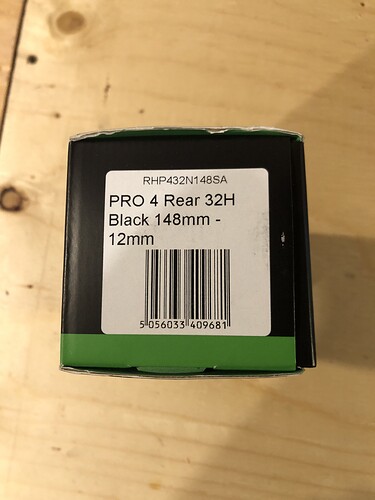 RHP432N148SA
PRO 4 Rear 32H
Black 148mm -
12mm
5 056033 409681